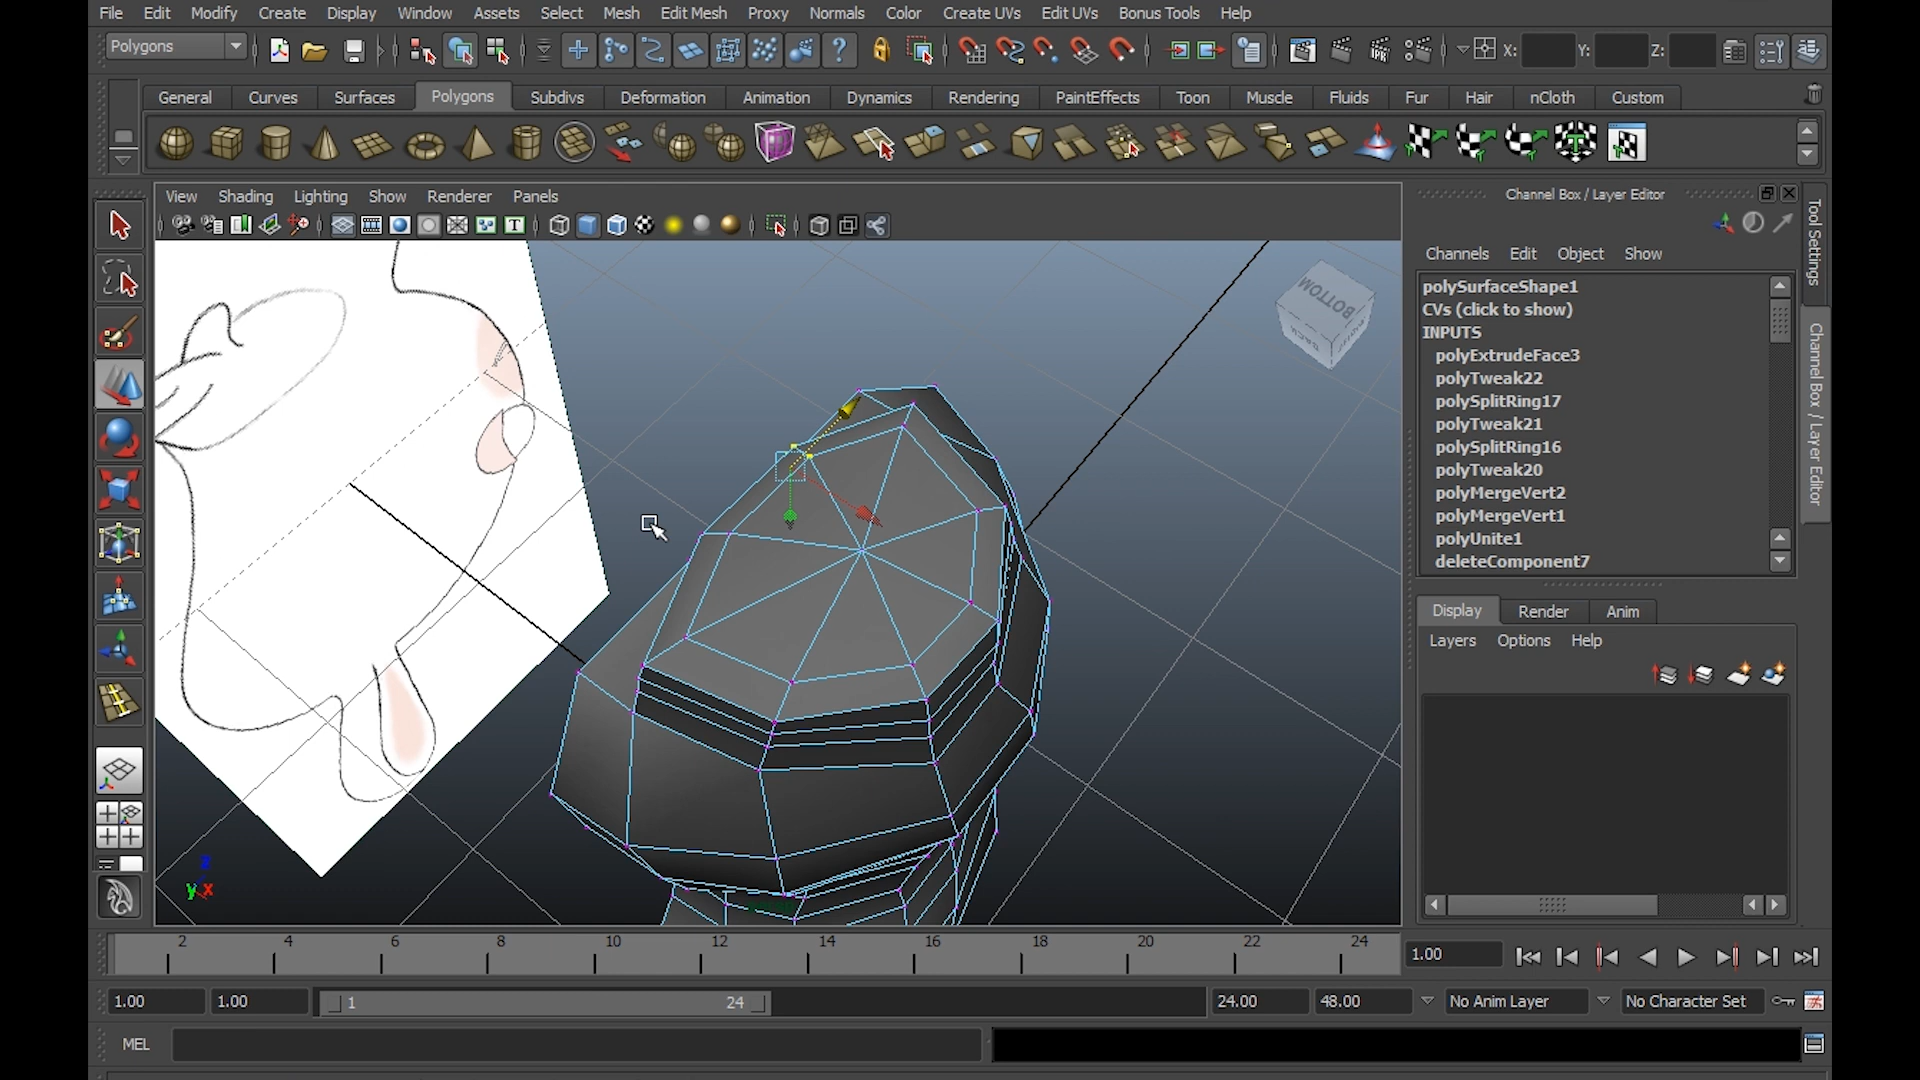 File Edit Modify Create Display Window Assets Select Mesh Edit Mesh Proxy Normals Color Create UVs Edit UVs Bonus Tools Help
Polygons X: Y: Z:
General Curves Surfaces Polygons Subdivs Deformation Animation Dynamics Rendering PaintEffects Toon Muscle Fluids Fur Hair nCloth Custom
View Shading Lighting Show Renderer Panels
Channel Box / Layer Editor
Channels Edit Object Show
polySurfaceShape1
CVs (click to show)
INPUTS
polyExtrudeFace3
polyTweak22
polySplitRing17
polyTweak21
polySplitRing16
polyTweak20
polyMergeVert2
polyMergeVert1
polyUnite1
deleteComponent7
Tool Settings
Channel Box / Layer Editor
BOTTOM
BACK
Display Render Anim
Layers Options Help
z
y x
2 4 6 8 10 12 14 16 18 20 22 24
1.00
1.00 1.00 1 24 24.00 48.00 No Anim Layer No Character Set
MEL